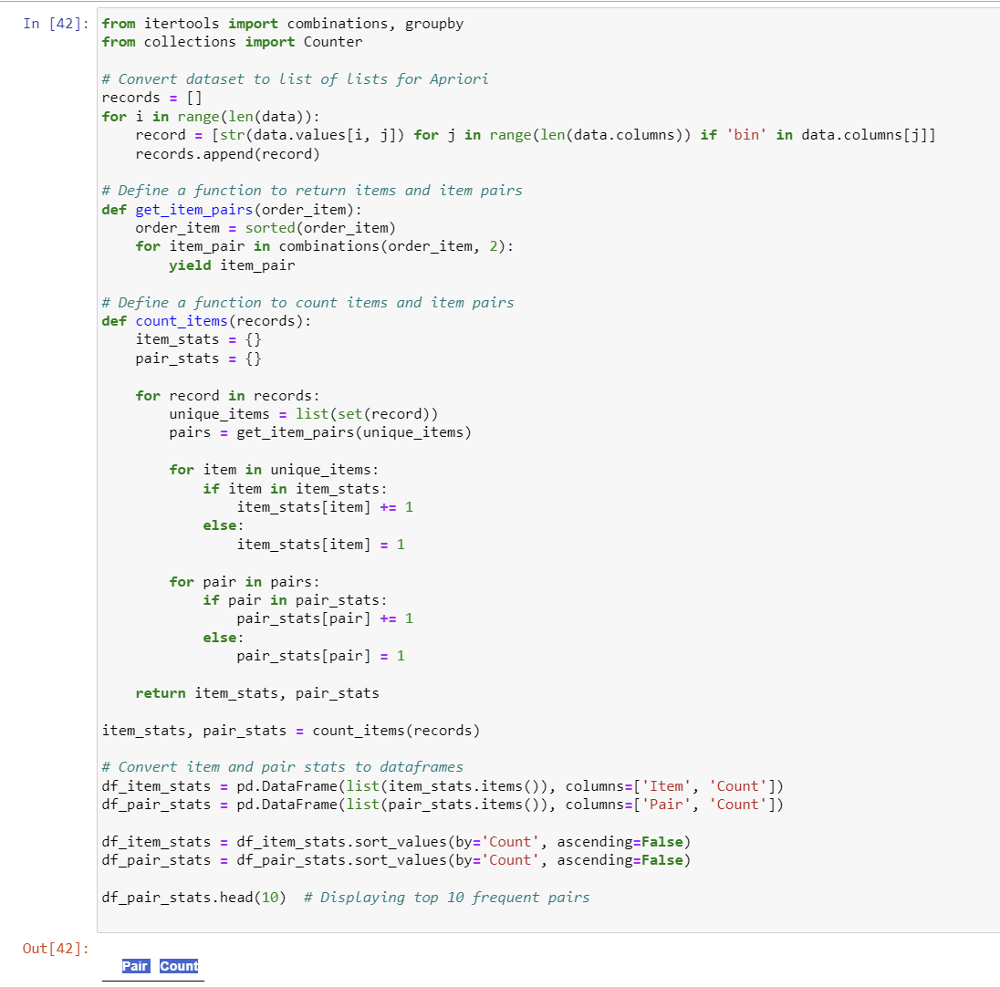 In [42]: from itertools import combinations, groupby
from collections import Counter
# Convert dataset to list of lists for Apriori
records = []
for i in range(len(data)):
    record = [str(data.values[i, j]) for j in range(len(data.columns)) if 'bin' in data.columns[j]]
    records.append(record)
# Define a function to return items and item pairs
def get_item_pairs(order_item):
    order_item = sorted(order_item)
    for item_pair in combinations(order_item, 2):
        yield item_pair
# Define a function to count items and item pairs
def count_items(records):
    item_stats = {}
    pair_stats = {}
    for record in records:
        unique_items = list(set(record))
        pairs = get_item_pairs(unique_items)
        for item in unique_items:
            if item in item_stats:
                item_stats[item] += 1
            else:
                item_stats[item] = 1
        for pair in pairs:
            if pair in pair_stats:
                pair_stats[pair] += 1
            else:
                pair_stats[pair] = 1
    return item_stats, pair_stats
item_stats, pair_stats = count_items(records)
# Convert item and pair stats to dataframes
df_item_stats = pd.DataFrame(list(item_stats.items()), columns=['Item', 'Count'])
df_pair_stats = pd.DataFrame(list(pair_stats.items()), columns=['Pair', 'Count'])
df_item_stats = df_item_stats.sort_values(by='Count', ascending=False)
df_pair_stats = df_pair_stats.sort_values(by='Count', ascending=False)
df_pair_stats.head(10)  # Displaying top 10 frequent pairs
Out[42]:
Pair Count